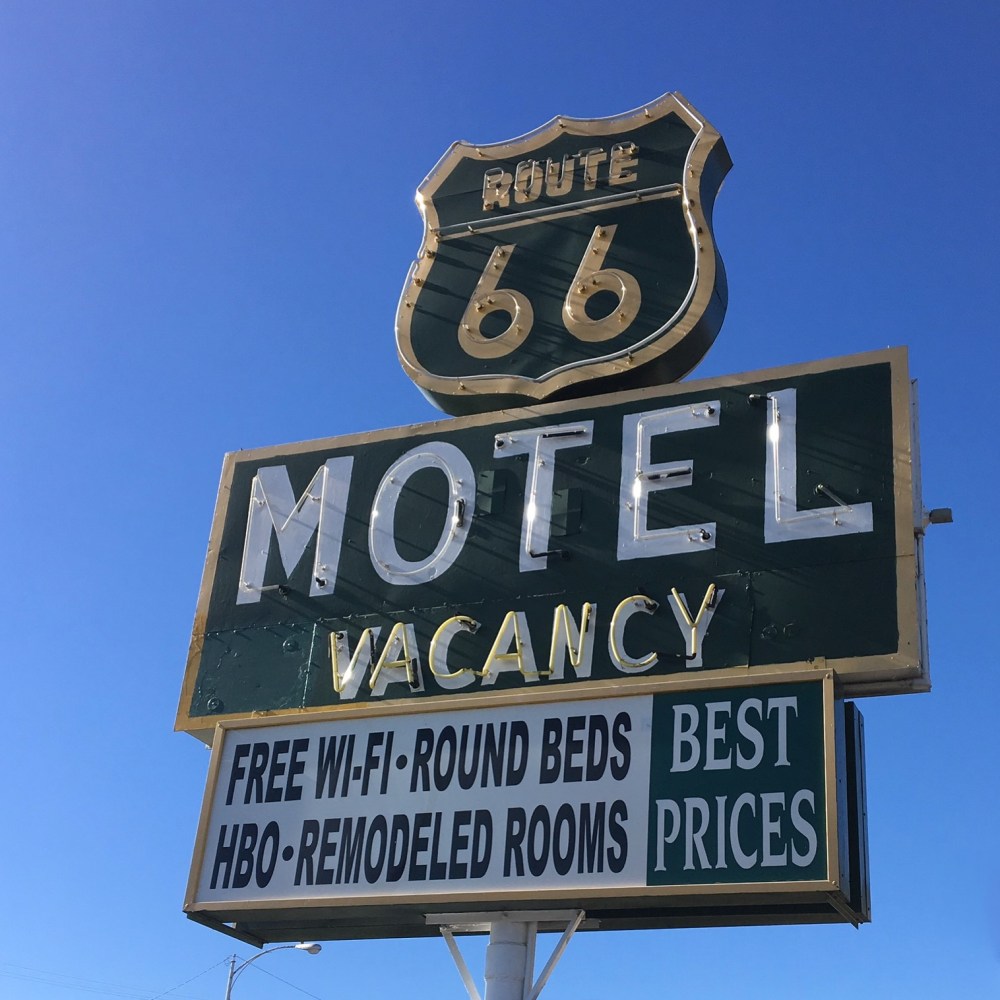 ROUTE
66
MOTEL
VACANCY
FREE WI-FI•ROUND BEDS
HBO•REMODELED ROOMS
BEST
PRICES